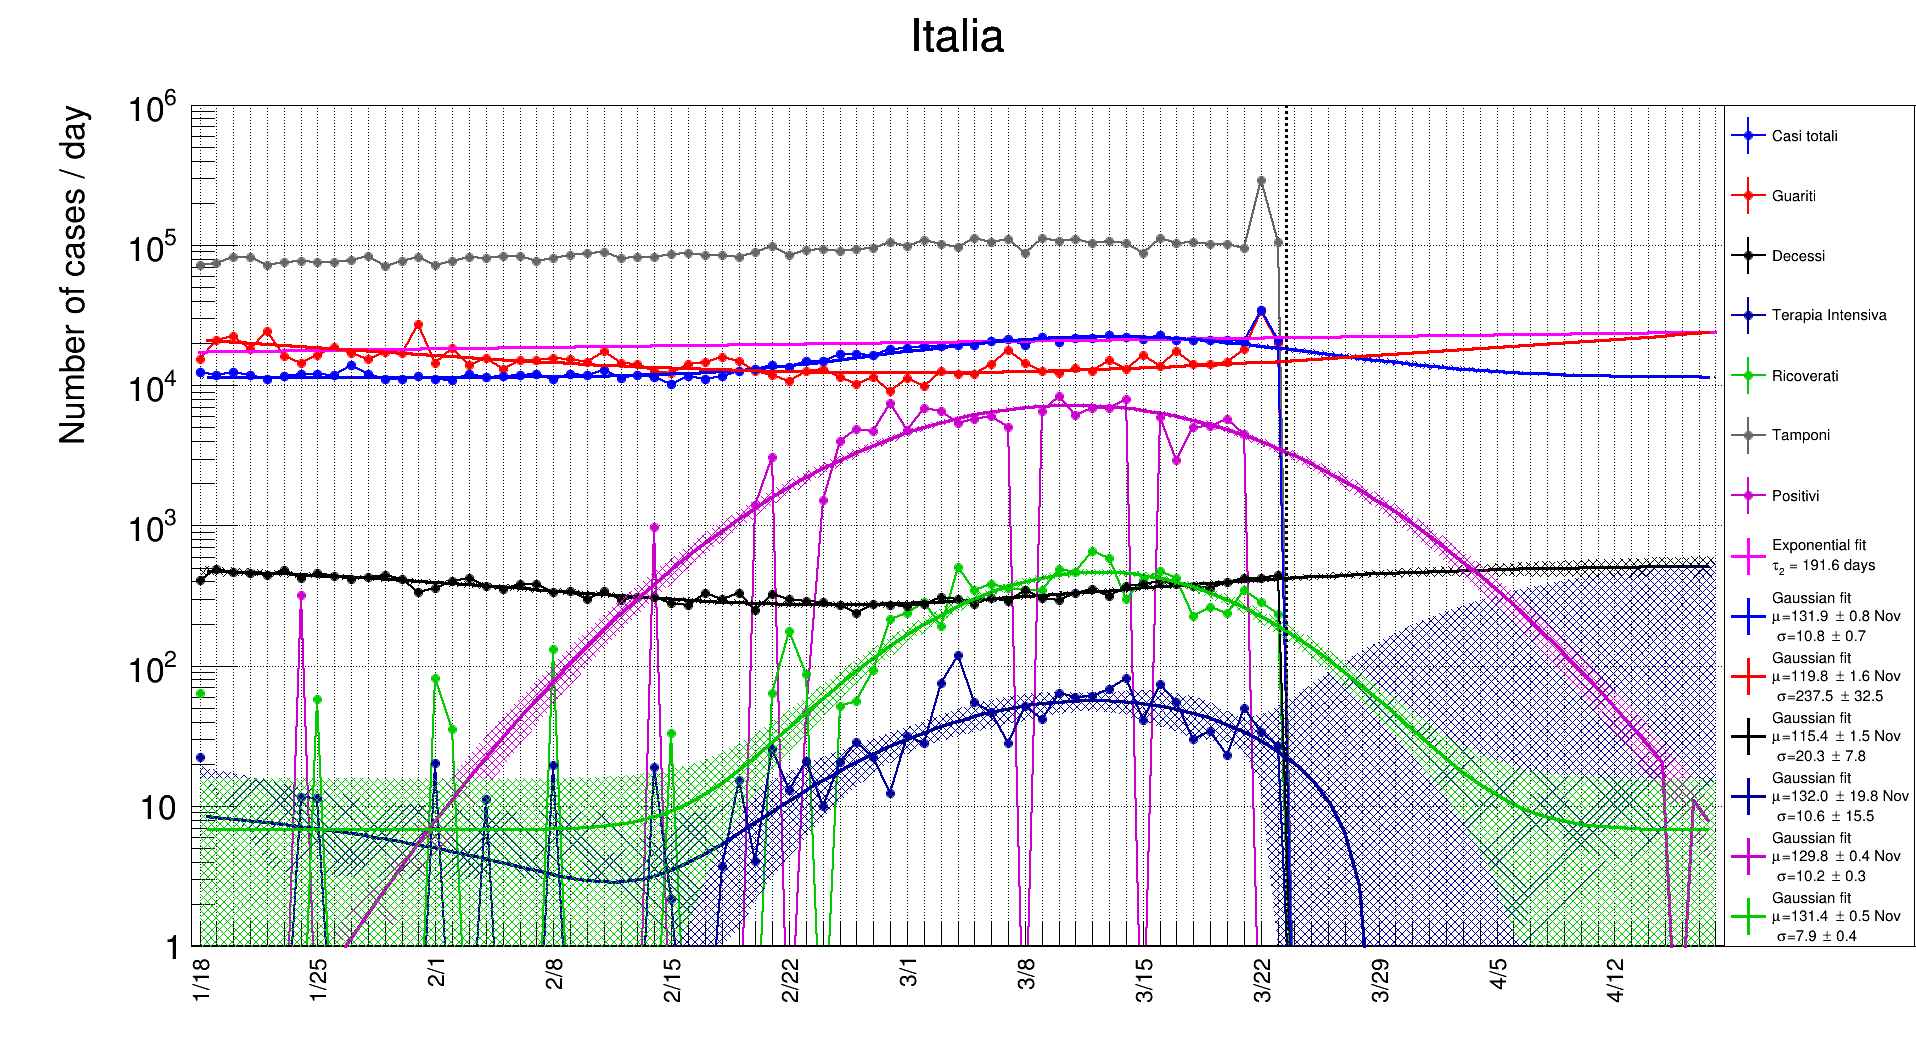 Italia
Number of cases / day
10^6
10^5
10^4
10^3
10^2
10
1
1/18
1/25
2/1
2/8
2/15
2/22
3/1
3/8
3/15
3/22
3/29
4/5
4/12
Casi totali
Guariti
Decessi
Terapia Intensiva
Ricoverati
Tamponi
Positivi
Exponential fit
τ₂ = 191.6 days
Gaussian fit
μ=131.9 ± 0.8 Nov
σ=10.8 ± 0.7
Gaussian fit
μ=119.8 ± 1.6 Nov
σ=237.5 ± 32.5
Gaussian fit
μ=115.4 ± 1.5 Nov
σ=20.3 ± 7.8
Gaussian fit
μ=132.0 ± 19.8 Nov
σ=10.6 ± 15.5
Gaussian fit
μ=129.8 ± 0.4 Nov
σ=10.2 ± 0.3
Gaussian fit
μ=131.4 ± 0.5 Nov
σ=7.9 ± 0.4